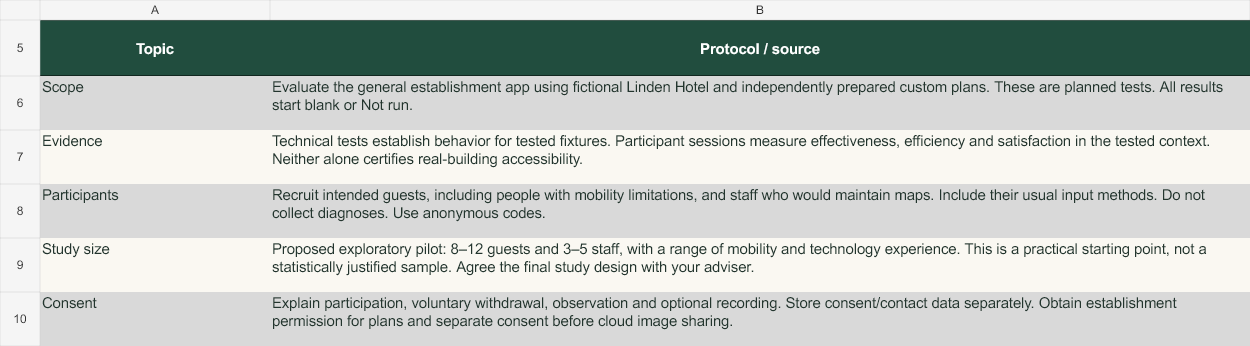 A B
5 Topic Protocol / source
6 Scope Evaluate the general establishment app using fictional Linden Hotel and independently prepared custom plans. These are planned tests. All results
start blank or Not run.
7 Evidence Technical tests establish behavior for tested fixtures. Participant sessions measure effectiveness, efficiency and satisfaction in the tested context.
Neither alone certifies real-building accessibility.
8 Participants Recruit intended guests, including people with mobility limitations, and staff who would maintain maps. Include their usual input methods. Do not
collect diagnoses. Use anonymous codes.
9 Study size Proposed exploratory pilot: 8–12 guests and 3–5 staff, with a range of mobility and technology experience. This is a practical starting point, not a
statistically justified sample. Agree the final study design with your adviser.
10 Consent Explain participation, voluntary withdrawal, observation and optional recording. Store consent/contact data separately. Obtain establishment
permission for plans and separate consent before cloud image sharing.